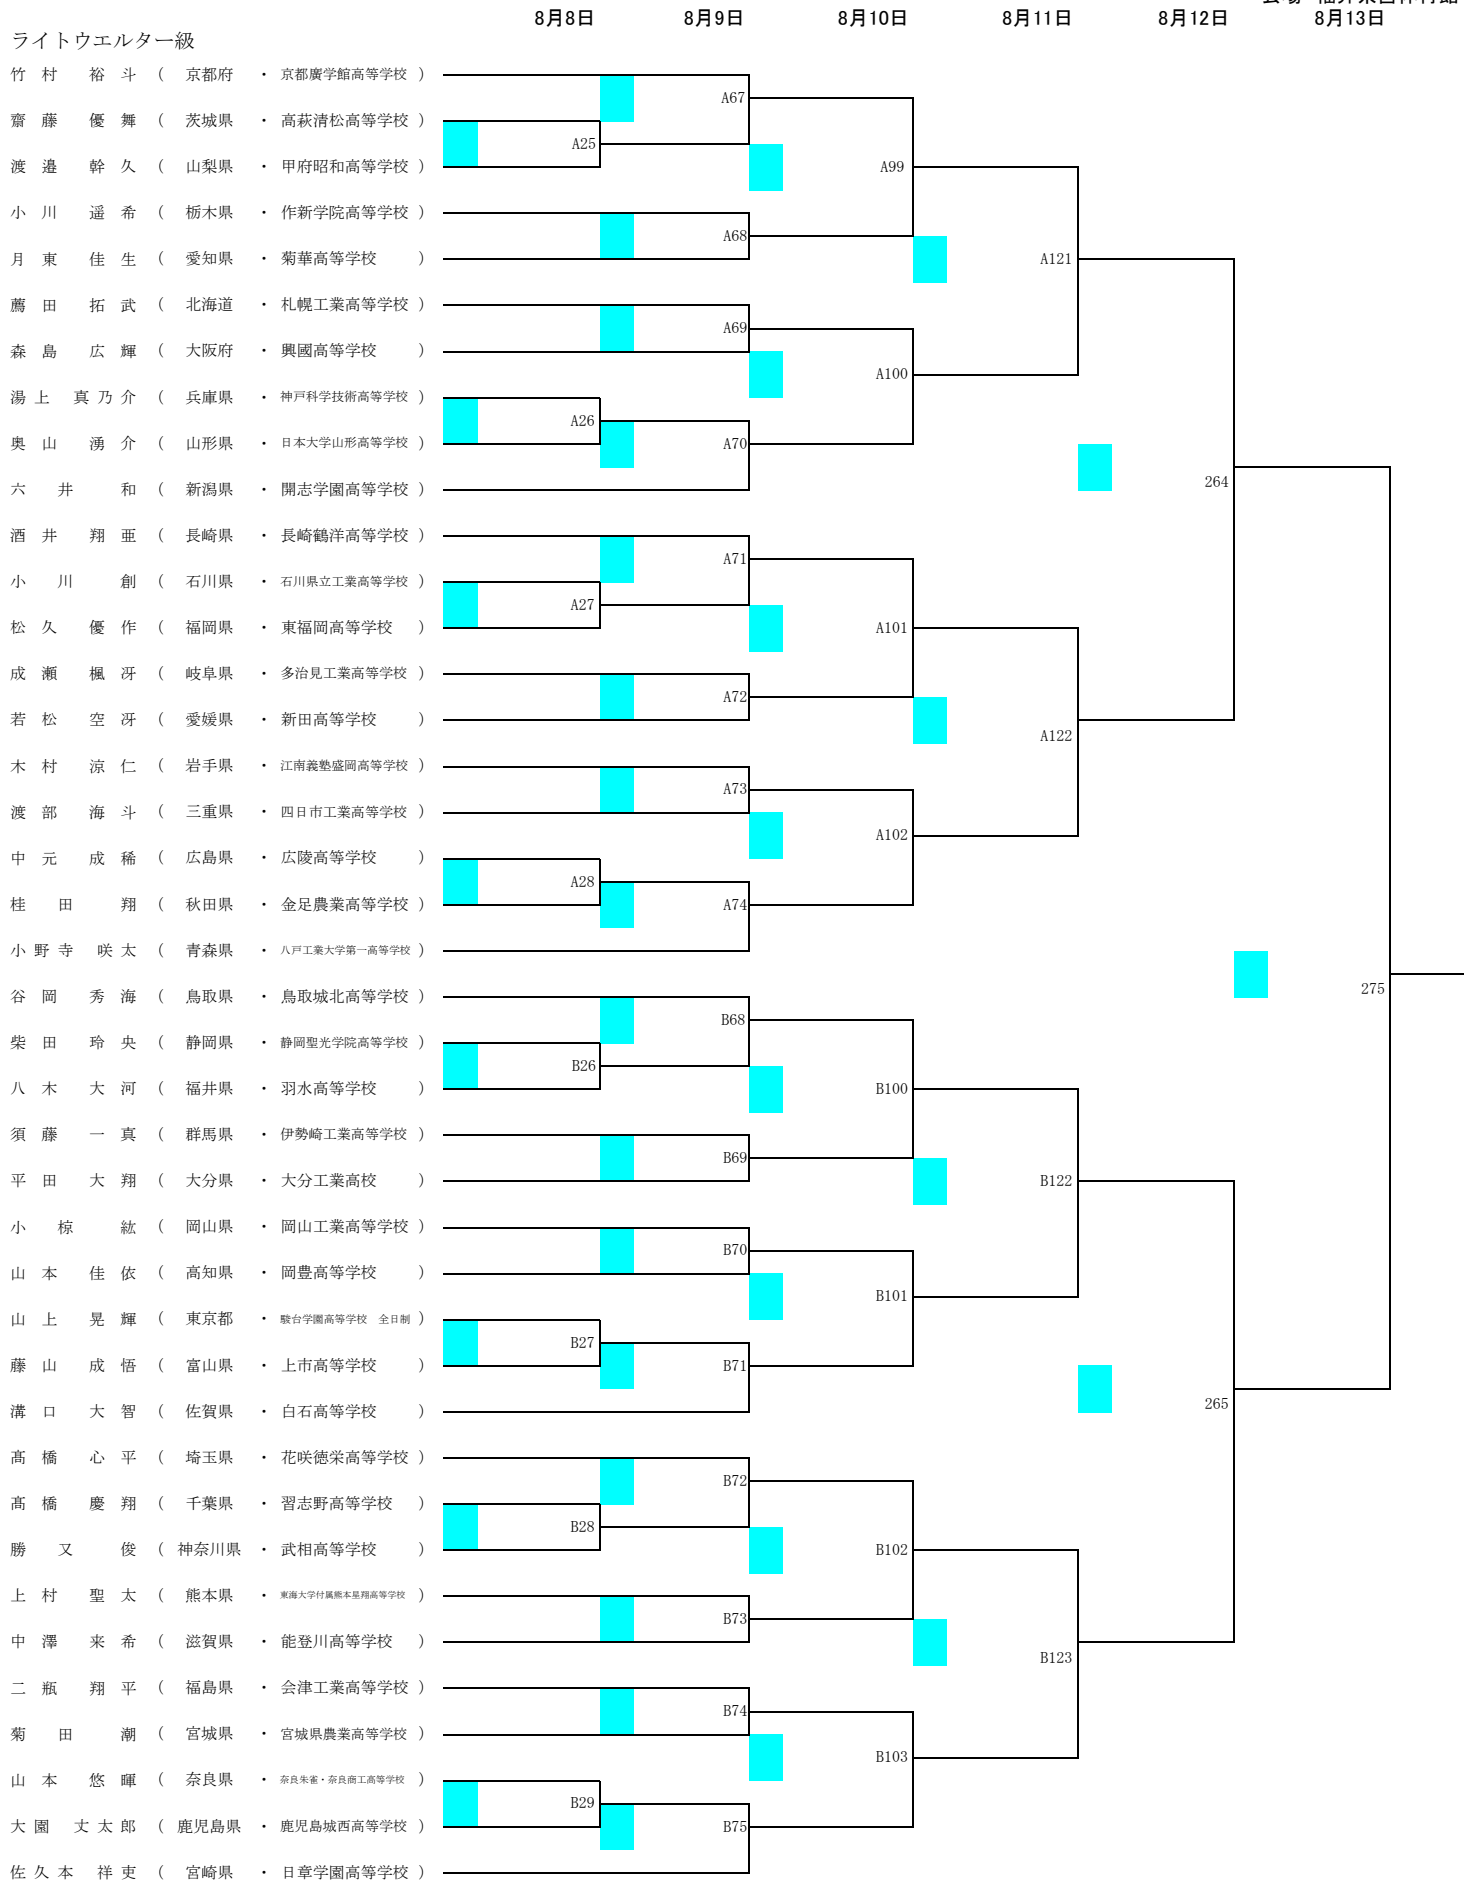 8月8日 8月9日 8月10日 8月11日 8月12日 8月13日
ライトウエルター級
竹村 裕斗 ( 京都府 ・ 京都廣学館高等学校 )
A67
齋藤 優舞 ( 茨城県 ・ 高萩清松高等学校 )
A25
渡邉 幹久 ( 山梨県 ・ 甲府昭和高等学校 )
A99
小川 遥希 ( 栃木県 ・ 作新学院高等学校 )
A68
月東 佳生 ( 愛知県 ・ 菊華高等学校 )
A121
薦田 拓武 ( 北海道 ・ 札幌工業高等学校 )
A69
森島 広輝 ( 大阪府 ・ 興國高等学校 )
A100
湯上 真乃介 ( 兵庫県 ・ 神戸科学技術高等学校 )
A26
奥山 湧介 ( 山形県 ・ 日本大学山形高等学校 )
A70
264
六井 和 ( 新潟県 ・ 開志学園高等学校 )
酒井 翔亜 ( 長崎県 ・ 長崎鶴洋高等学校 )
A71
小川 創 ( 石川県 ・ 石川県立工業高等学校 )
A27
松久 優作 ( 福岡県 ・ 東福岡高等学校 )
A101
成瀬 楓冴 ( 岐阜県 ・ 多治見工業高等学校 )
A72
若松 空冴 ( 愛媛県 ・ 新田高等学校 )
A122
木村 涼仁 ( 岩手県 ・ 江南義塾盛岡高等学校 )
A73
渡部 海斗 ( 三重県 ・ 四日市工業高等学校 )
A102
中元 成稀 ( 広島県 ・ 広陵高等学校 )
A28
桂田 翔 ( 秋田県 ・ 金足農業高等学校 )
A74
小野寺 咲太 ( 青森県 ・ 八戸工業大学第一高等学校 )
275
谷岡 秀海 ( 鳥取県 ・ 鳥取城北高等学校 )
B68
柴田 玲央 ( 静岡県 ・ 静岡聖光学院高等学校 )
B26
八木 大河 ( 福井県 ・ 羽水高等学校 )
B100
須藤 一真 ( 群馬県 ・ 伊勢崎工業高等学校 )
B69
平田 大翔 ( 大分県 ・ 大分工業高校 )
B122
小椋 紘 ( 岡山県 ・ 岡山工業高等学校 )
B70
山本 佳依 ( 高知県 ・ 岡豊高等学校 )
B101
山上 晃輝 ( 東京都 ・ 駿台学園高等学校 全日制 )
B27
藤山 成悟 ( 富山県 ・ 上市高等学校 )
B71
265
溝口 大智 ( 佐賀県 ・ 白石高等学校 )
髙橋 心平 ( 埼玉県 ・ 花咲徳栄高等学校 )
B72
髙橋 慶翔 ( 千葉県 ・ 習志野高等学校 )
B28
勝又 俊 ( 神奈川県 ・ 武相高等学校 )
B102
上村 聖太 ( 熊本県 ・ 東海大学付属熊本星翔高等学校 )
B73
中澤 来希 ( 滋賀県 ・ 能登川高等学校 )
B123
二瓶 翔平 ( 福島県 ・ 会津工業高等学校 )
B74
菊田 潮 ( 宮城県 ・ 宮城県農業高等学校 )
B103
山本 悠暉 ( 奈良県 ・ 奈良朱雀・奈良商工高等学校 )
B29
大園 丈太郎 ( 鹿児島県 ・ 鹿児島城西高等学校 )
B75
佐久本 祥吏 ( 宮崎県 ・ 日章学園高等学校 )